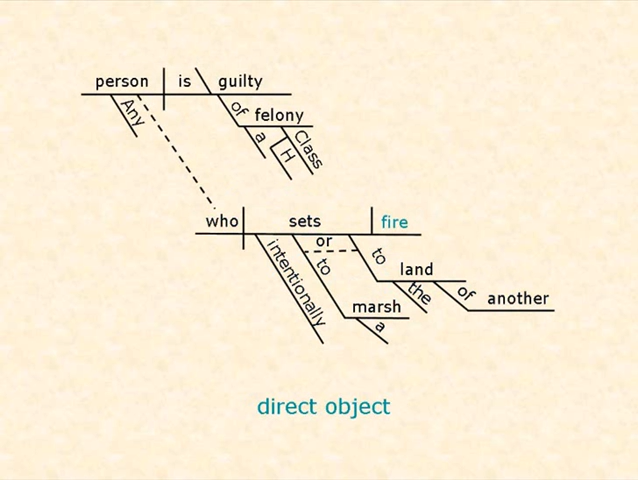 person is guilty
Any
of felony
a
H
Class
who sets fire
or
intentionally
to
marsh
a
to
land
the
of another
direct object